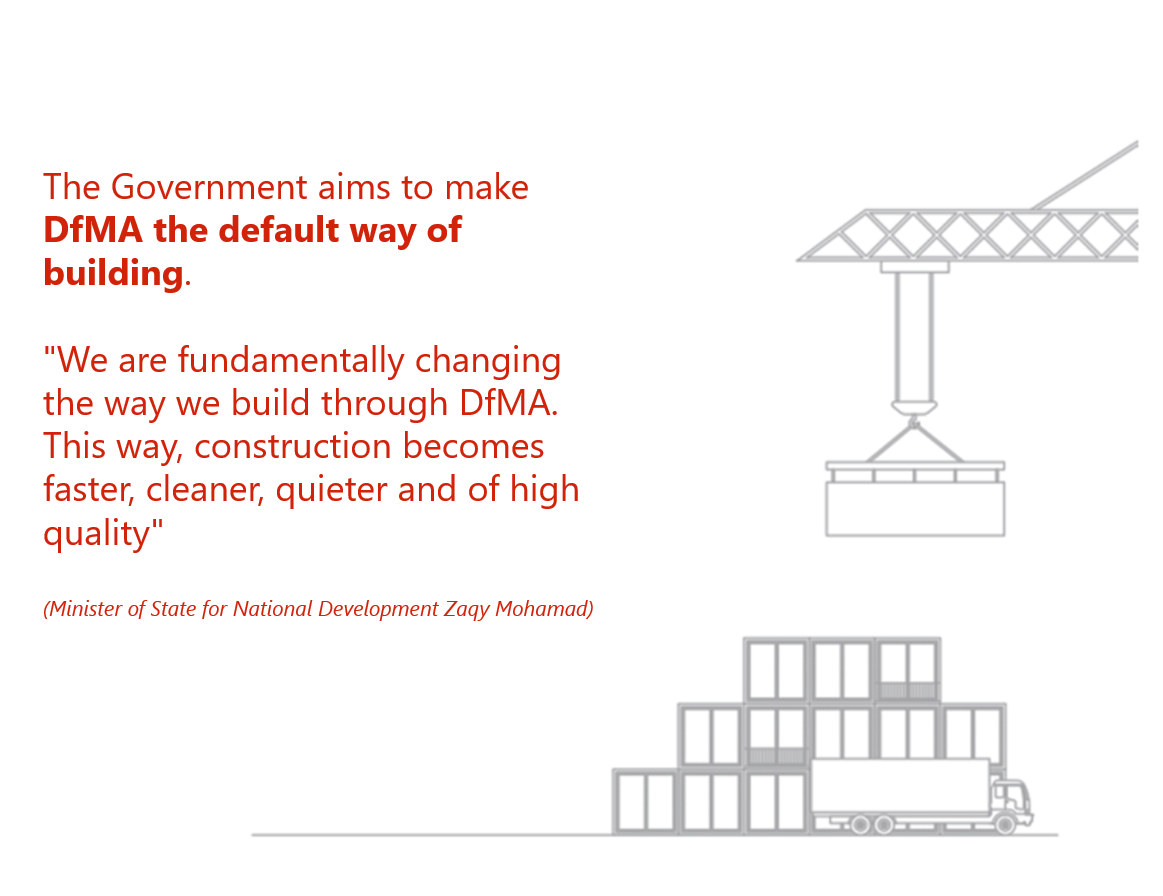 The Government aims to make
DfMA the default way of
building.
"We are fundamentally changing
the way we build through DfMA.
This way, construction becomes
faster, cleaner, quieter and of high
quality"
(Minister of State for National Development Zaqy Mohamad)